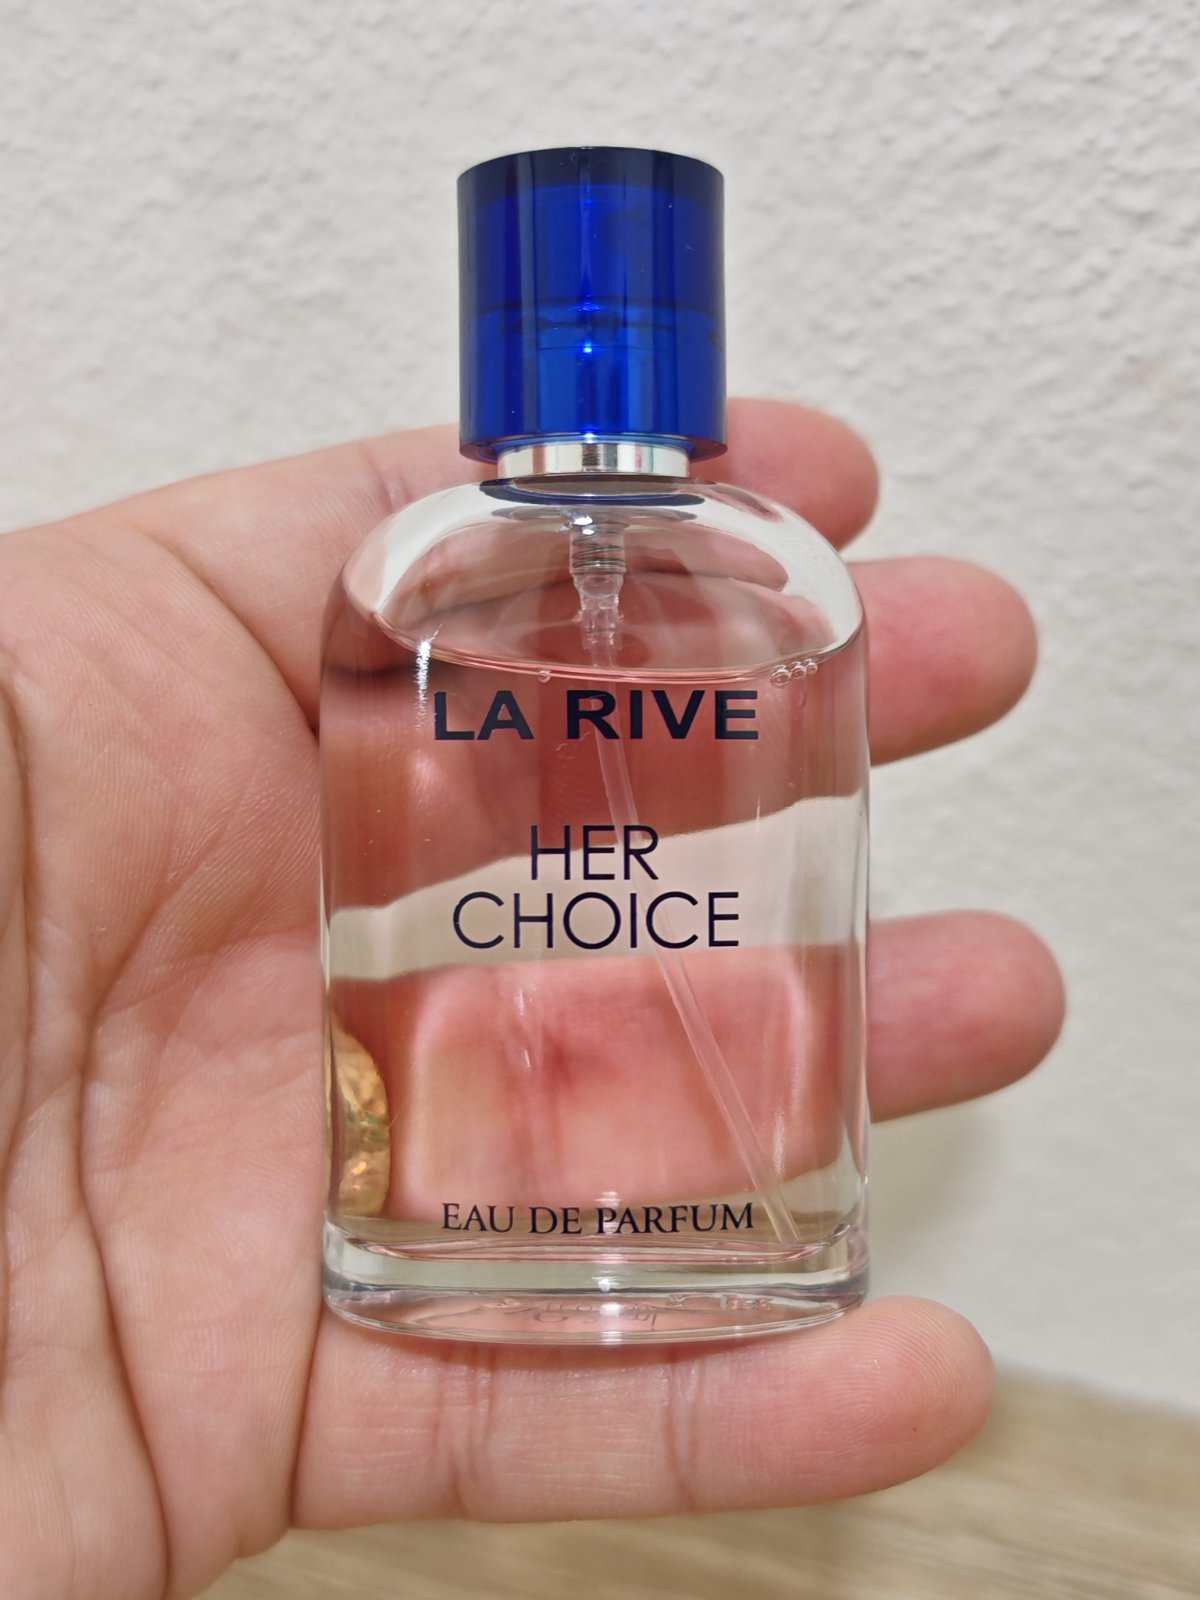 LA RIVE
HER
CHOICE
EAU DE PARFUM